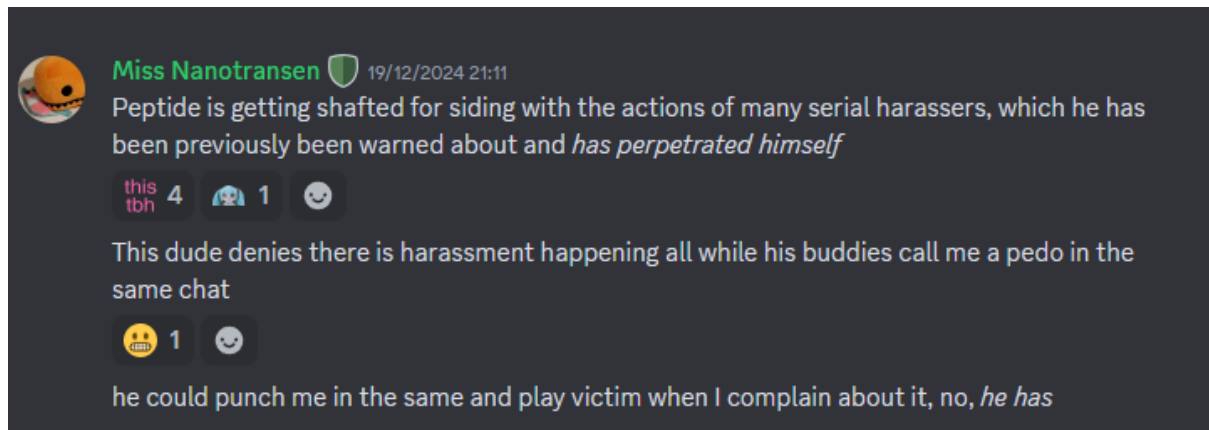 Miss Nanotransen 19/12/2024 21:11
Peptide is getting shafted for siding with the actions of many serial harassers, which he has
been previously been warned about and has perpetrated himself
this
tbh 4 1
This dude denies there is harassment happening all while his buddies call me a pedo in the
same chat
1
he could punch me in the same and play victim when I complain about it, no, he has